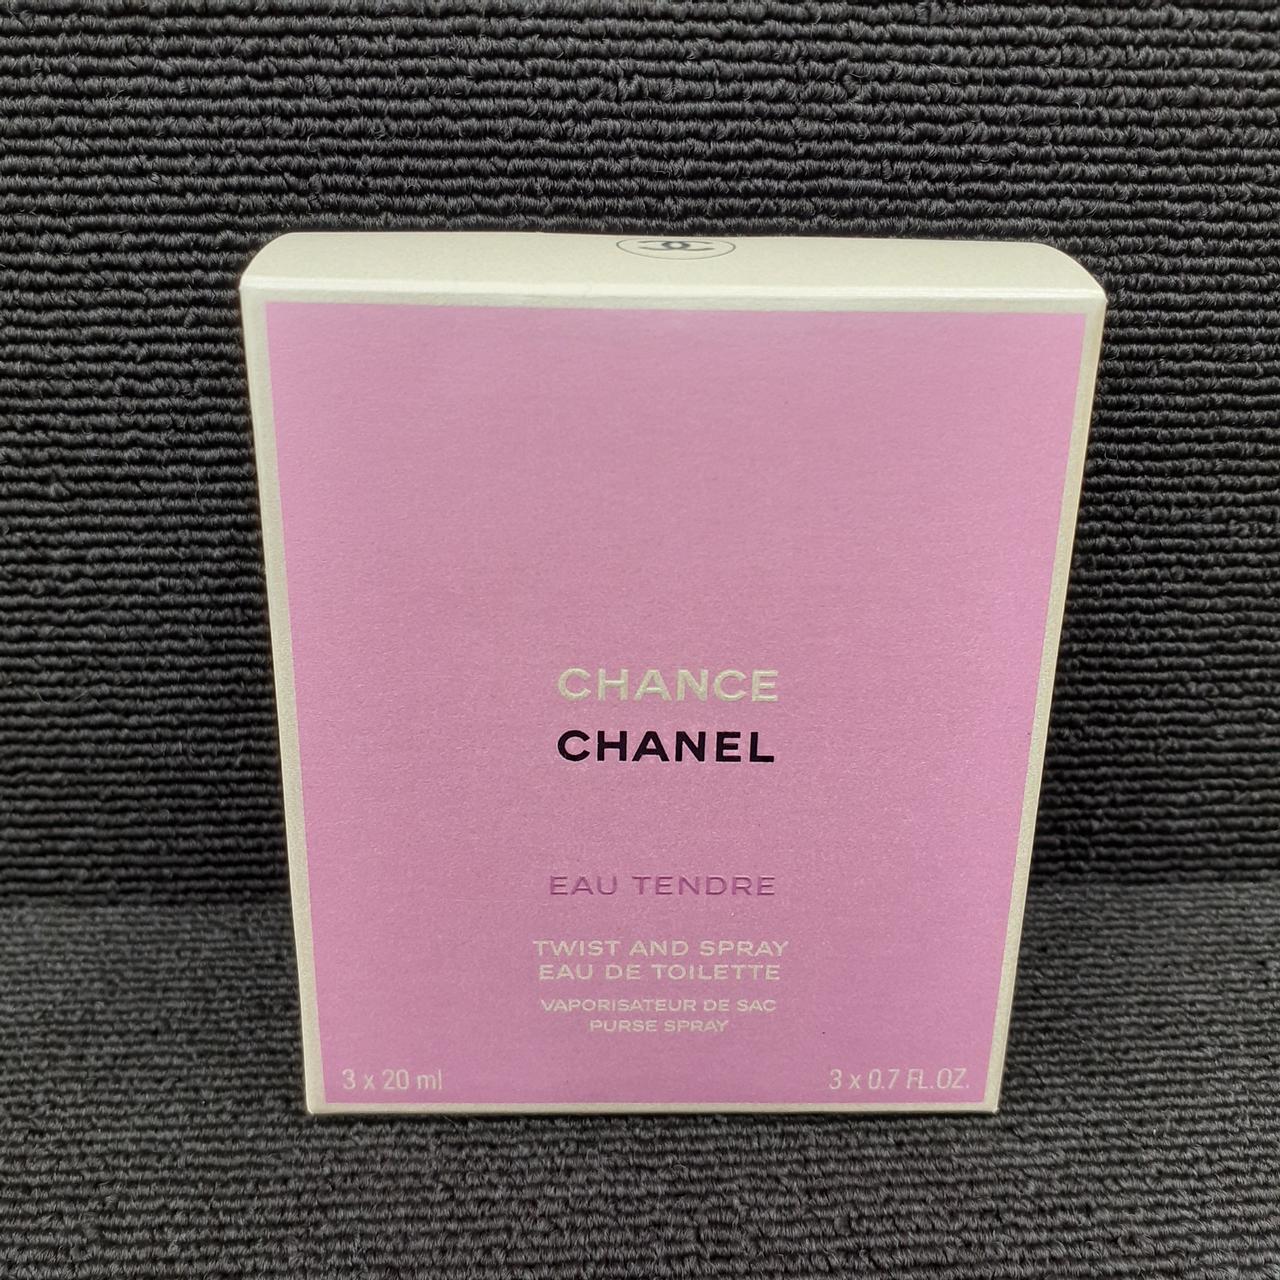 CHANCE
CHANEL
EAU TENDRE
TWIST AND SPRAY
EAU DE TOILETTE
VAPORISATEUR DE SAC
PURSE SPRAY
3 x 20 ml
3 x 0.7 FL.OZ.